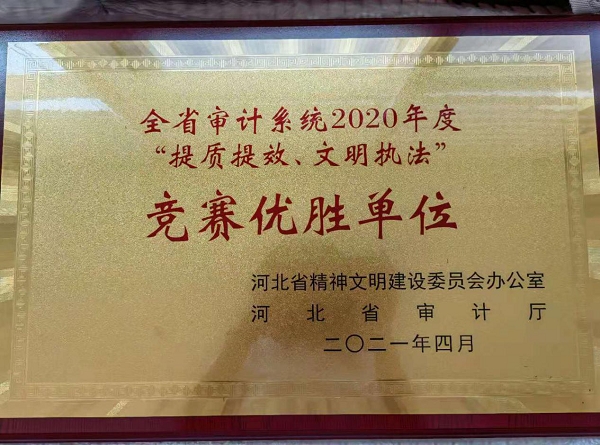 全省审计系统2020年度
“提质提效、文明执法”
竞赛优胜单位
河北省精神文明建设委员会办公室
河北省审计厅
二〇二一年四月